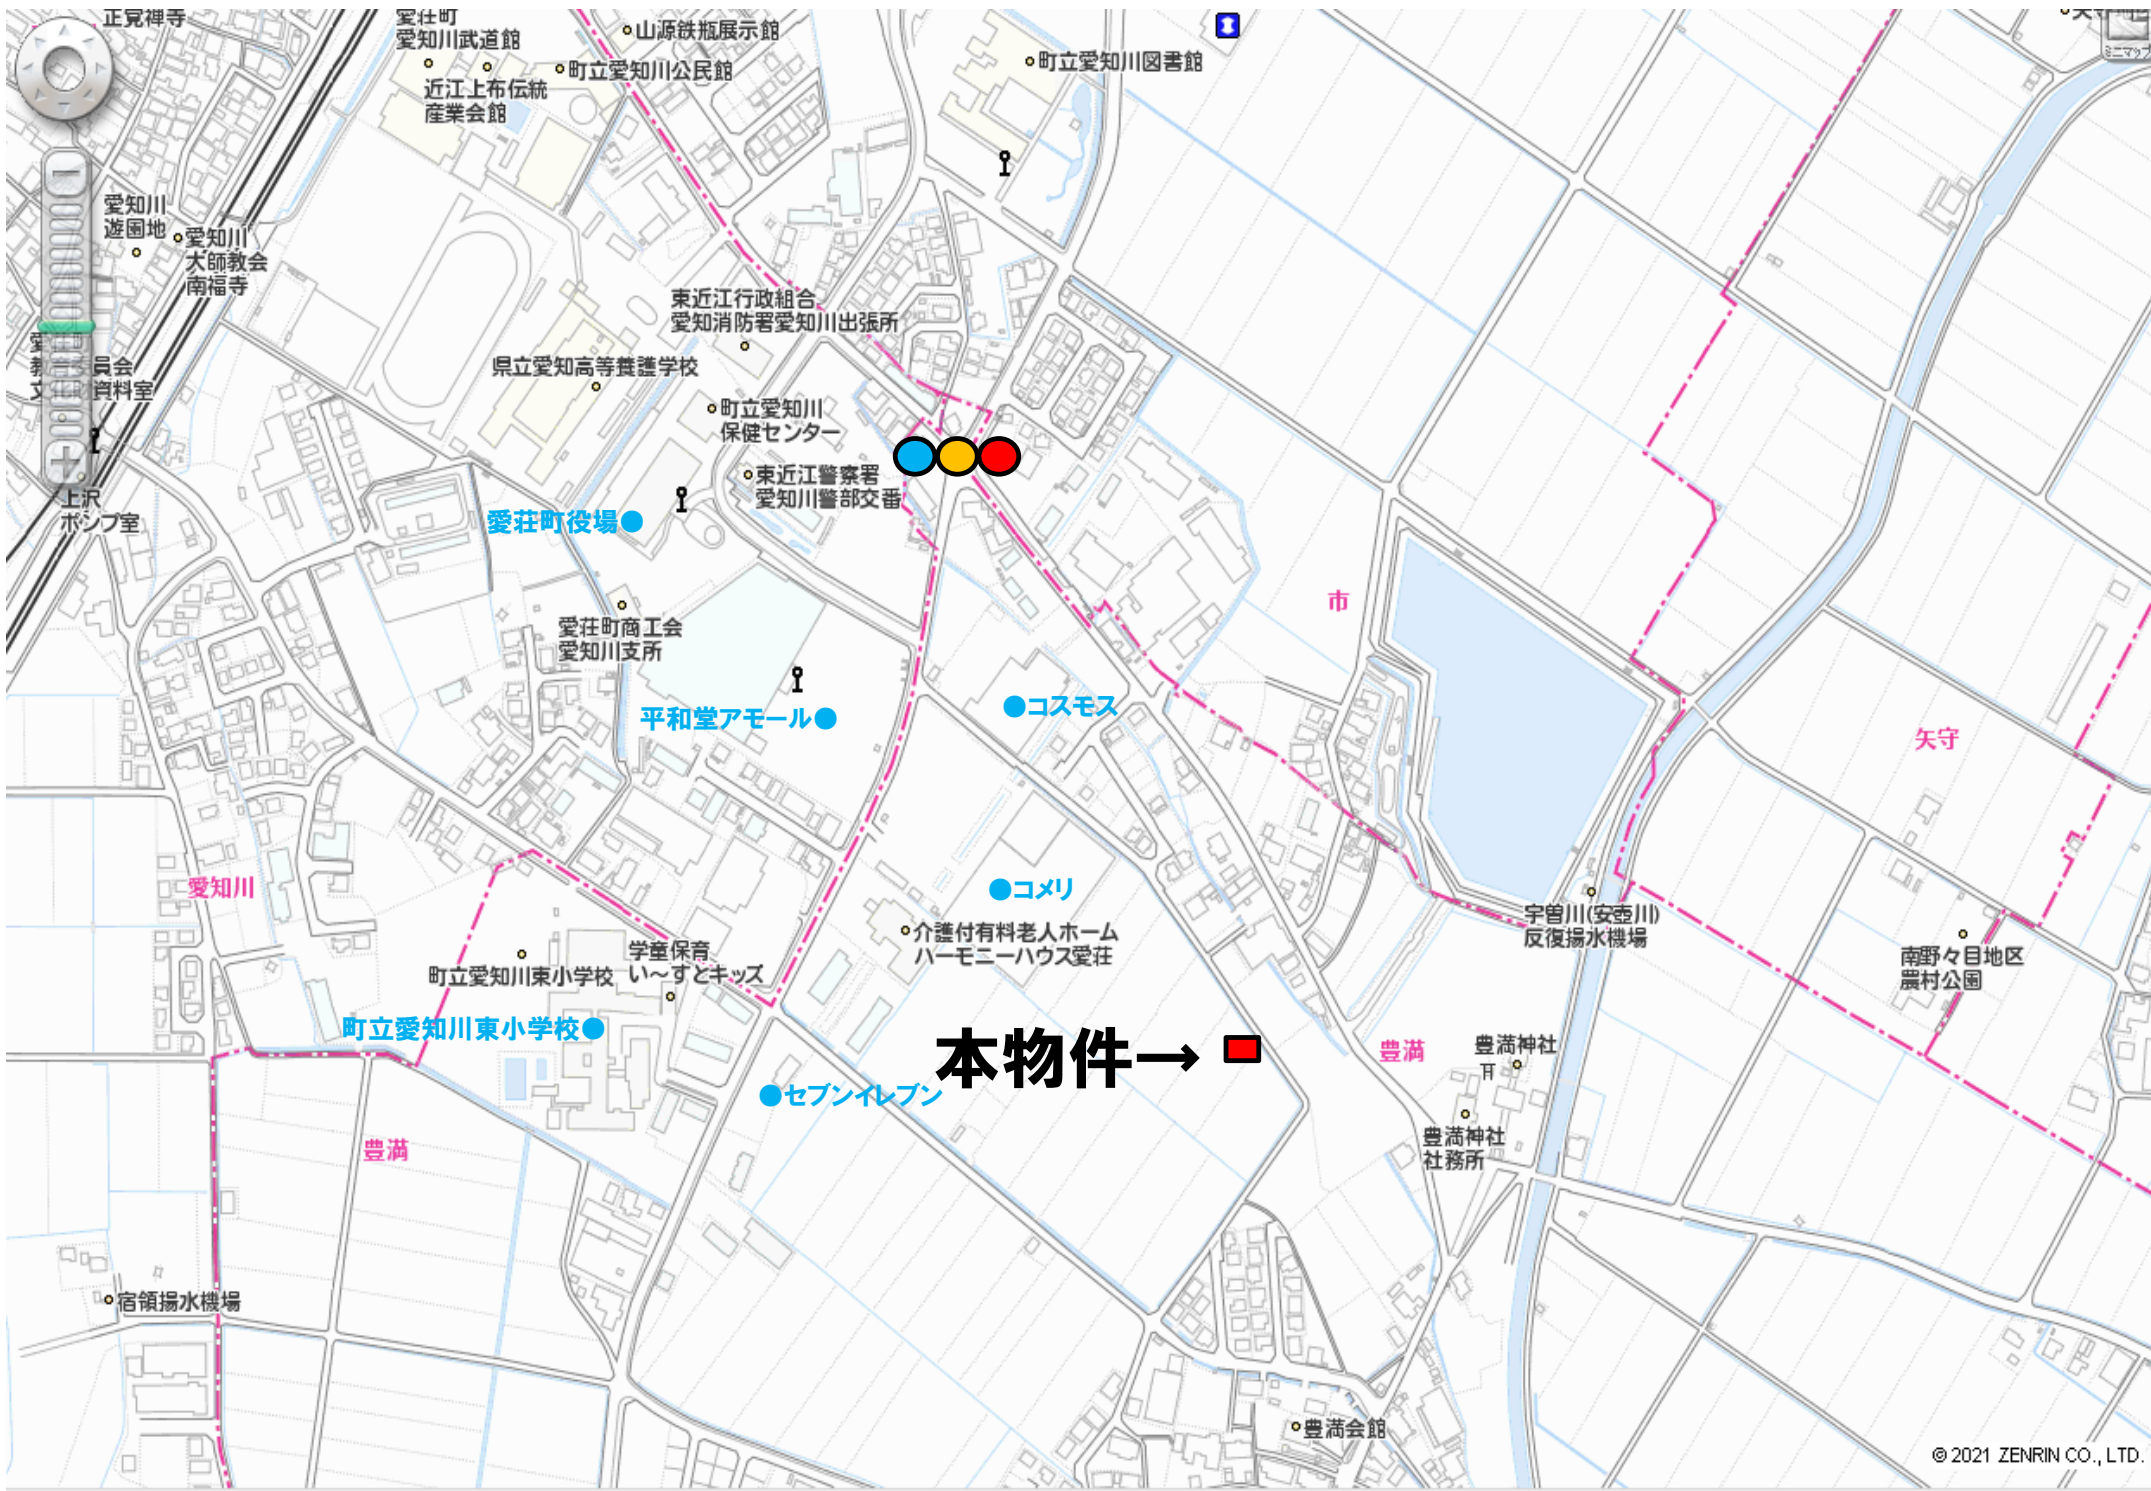 正覚禅寺
愛荘町
愛知川武道館
山源鉄瓶展示館
町立愛知川公民館
近江上布伝統
産業会館
町立愛知川図書館
ミニマップ
愛知川
遊園地
愛知川
大師教会
南福寺
東近江行政組合
愛知消防署愛知川出張所
県立愛知高等養護学校
町立愛知川
保健センター
東近江警察署
愛知川警部交番
上沢
ポンプ室
愛荘町役場
愛荘町商工会
愛知川支所
市
平和堂アモール
コスモス
矢守
愛知川
コメリ
介護付有料老人ホーム
ハーモニーハウス愛荘
宇曽川(安壺川)
反復揚水機場
南野々目地区
農村公園
学童保育
い～すとキッズ
町立愛知川東小学校
町立愛知川東小学校
本物件→
豊満
豊満神社
セブンイレブン
豊満神社
社務所
豊満
宿領揚水機場
豊満会館
© 2021 ZENRIN CO., LTD.